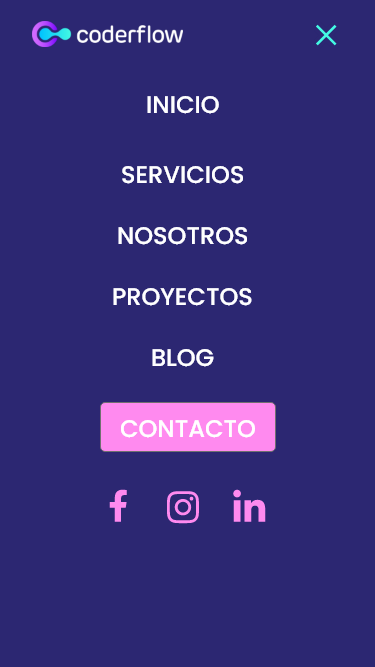 coderflow
INICIO
SERVICIOS
NOSOTROS
PROYECTOS
BLOG
CONTACTO